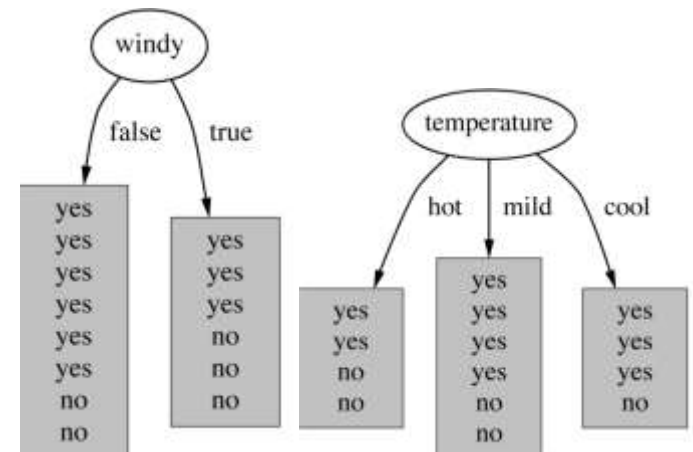 windy
false
true
yes
yes
yes
yes
yes
yes
no
no
yes
yes
yes
no
no
no
temperature
hot
mild
cool
yes
yes
no
no
yes
yes
yes
yes
no
no
yes
yes
yes
no